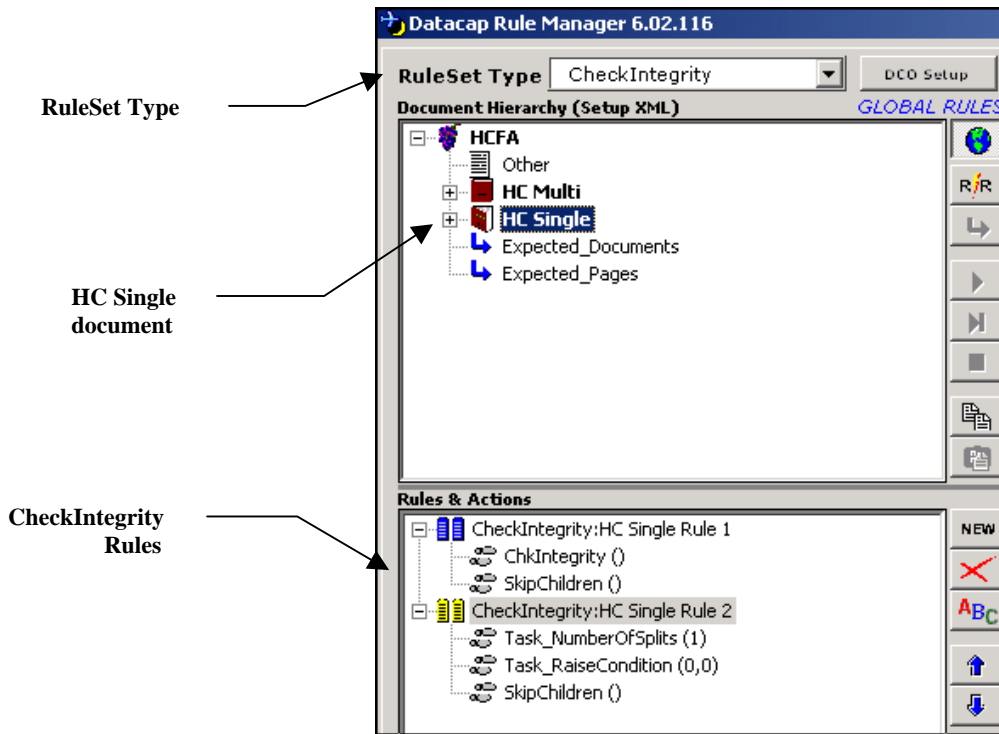 Datacap Rule Manager 6.02.116
RuleSet Type CheckIntegrity DCO Setup
RuleSet Type
Document Hierarchy (Setup XML) GLOBAL RULES
HCFA
Other
HC Multi
R/R
HC Single
Expected_Documents
Expected_Pages
HC Single
document
Rules & Actions
CheckIntegrity
Rules
CheckIntegrity:HC Single Rule 1
NEW
ChkIntegrity ()
SkipChildren ()
CheckIntegrity:HC Single Rule 2
ABC
Task_NumberOfSplits (1)
Task_RaiseCondition (0,0)
SkipChildren ()